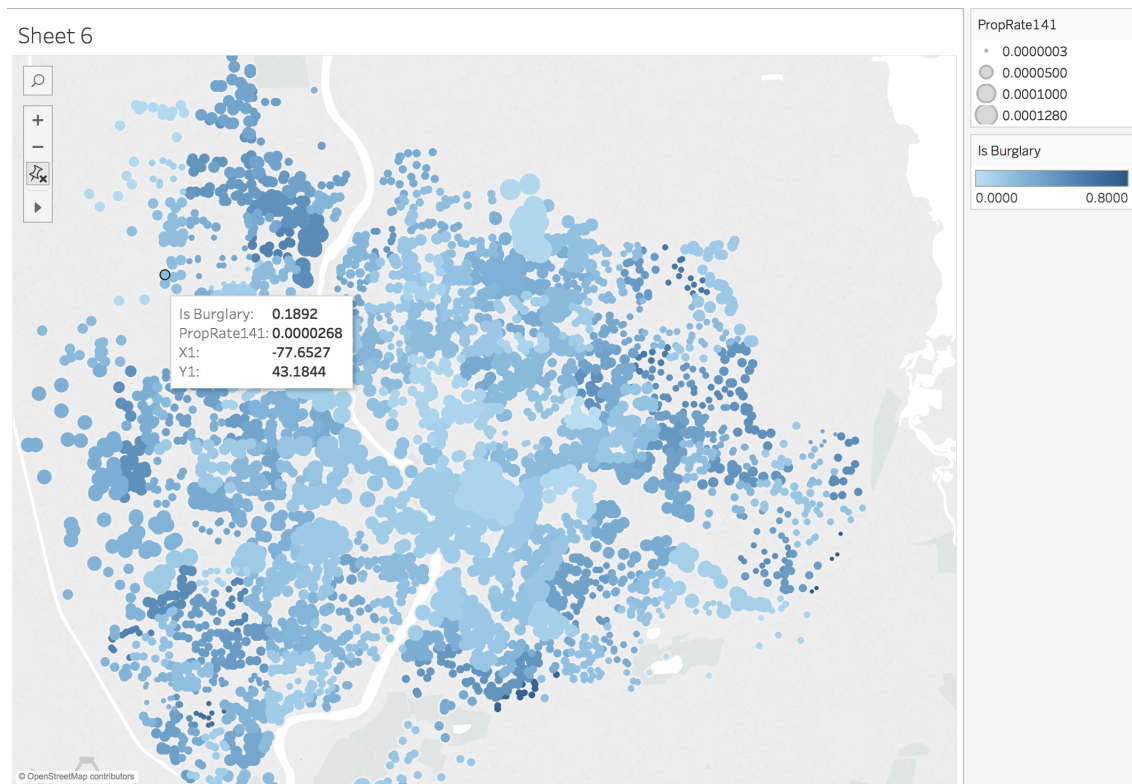 Sheet 6
Is Burglary: 0.1892
PropRate141: 0.0000268
X1: -77.6527
Y1: 43.1844
© OpenStreetMap contributors
PropRate141
0.0000003
0.0000500
0.0001000
0.0001280
Is Burglary
0.0000 0.8000